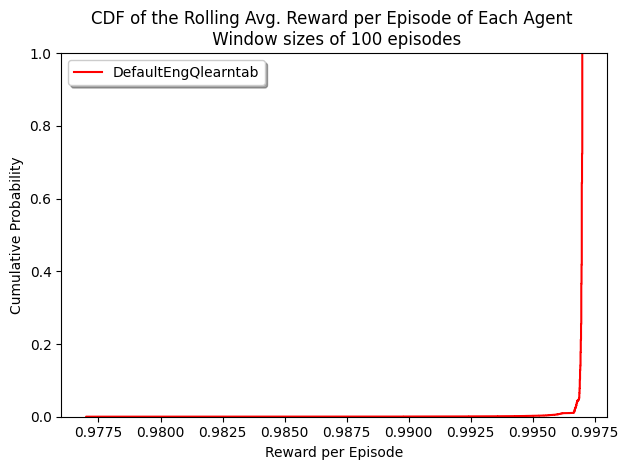 CDF of the Rolling Avg. Reward per Episode of Each Agent
Window sizes of 100 episodes
DefaultEngQlearntab
Cumulative Probability
1.0
0.8
0.6
0.4
0.2
0.0
0.9775 0.9800 0.9825 0.9850 0.9875 0.9900 0.9925 0.9950 0.9975
Reward per Episode